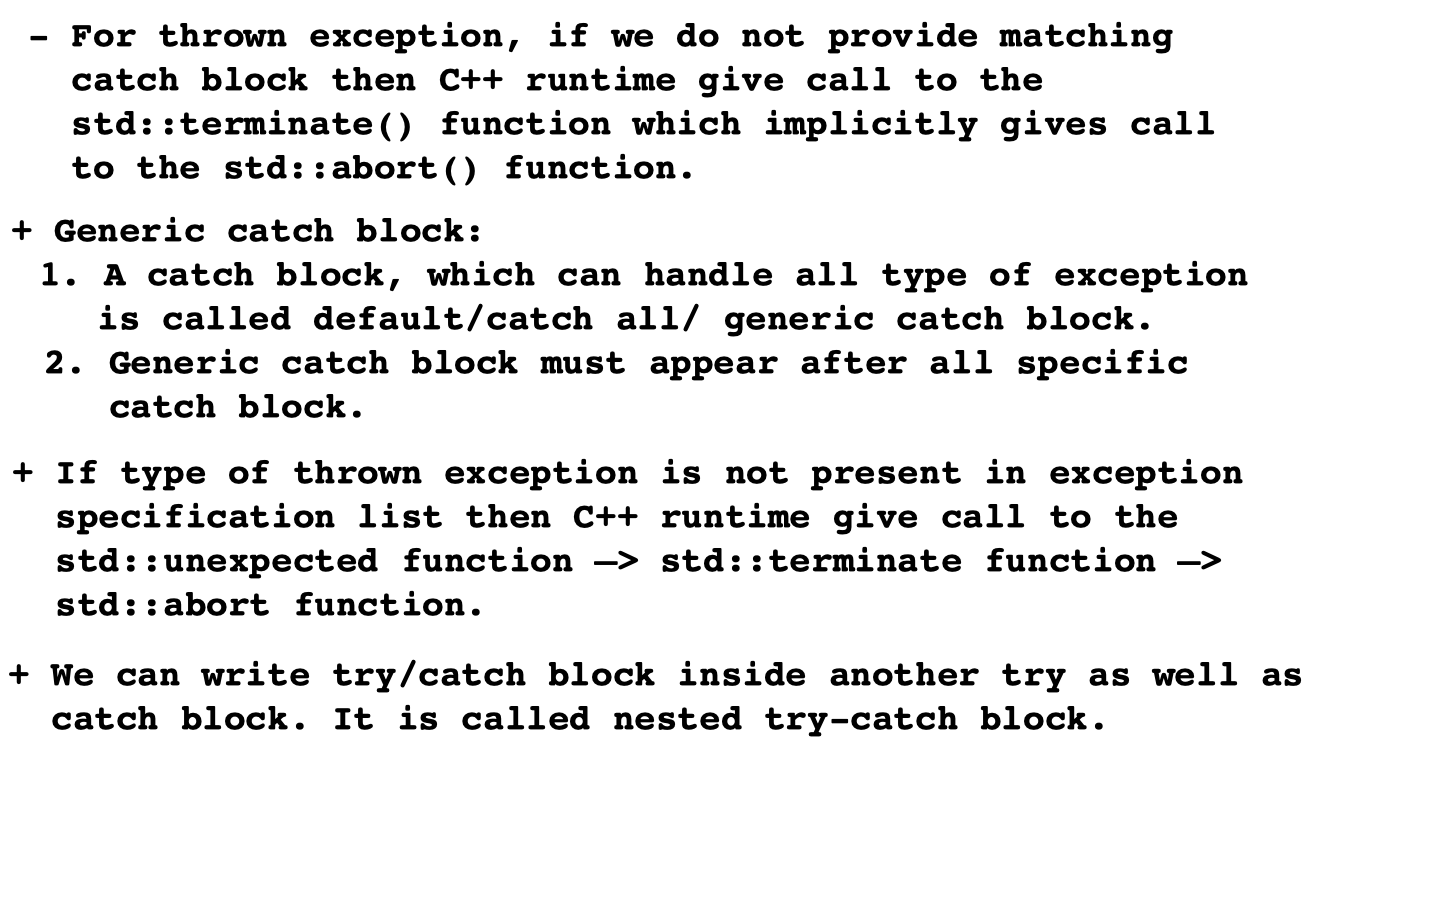 - For thrown exception, if we do not provide matching
catch block then C++ runtime give call to the
std::terminate() function which implicitly gives call
to the std::abort() function.
+ Generic catch block:
1. A catch block, which can handle all type of exception
is called default/catch all/ generic catch block.
2. Generic catch block must appear after all specific
catch block.
+ If type of thrown exception is not present in exception
specification list then C++ runtime give call to the
std::unexpected function —> std::terminate function —>
std::abort function.
+ We can write try/catch block inside another try as well as
catch block. It is called nested try-catch block.